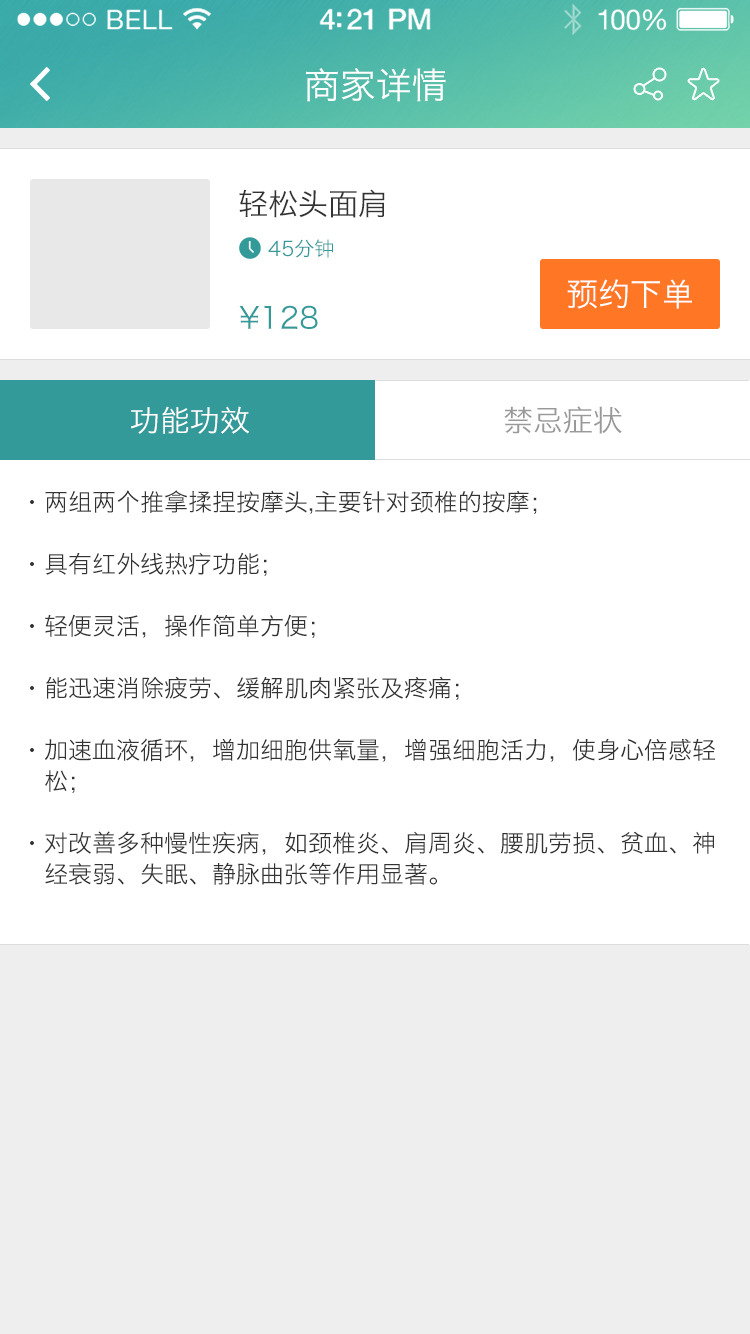 BELL 4:21 PM 100%
商家详情
轻松头面肩
45分钟
¥128
预约下单
功能功效 禁忌症状
· 两组两个推拿揉捏按摩头,主要针对颈椎的按摩;
· 具有红外线热疗功能;
· 轻便灵活，操作简单方便;
· 能迅速消除疲劳、缓解肌肉紧张及疼痛;
· 加速血液循环，增加细胞供氧量，增强细胞活力，使身心倍感轻
松;
· 对改善多种慢性疾病，如颈椎炎、肩周炎、腰肌劳损、贫血、神
经衰弱、失眠、静脉曲张等作用显著。